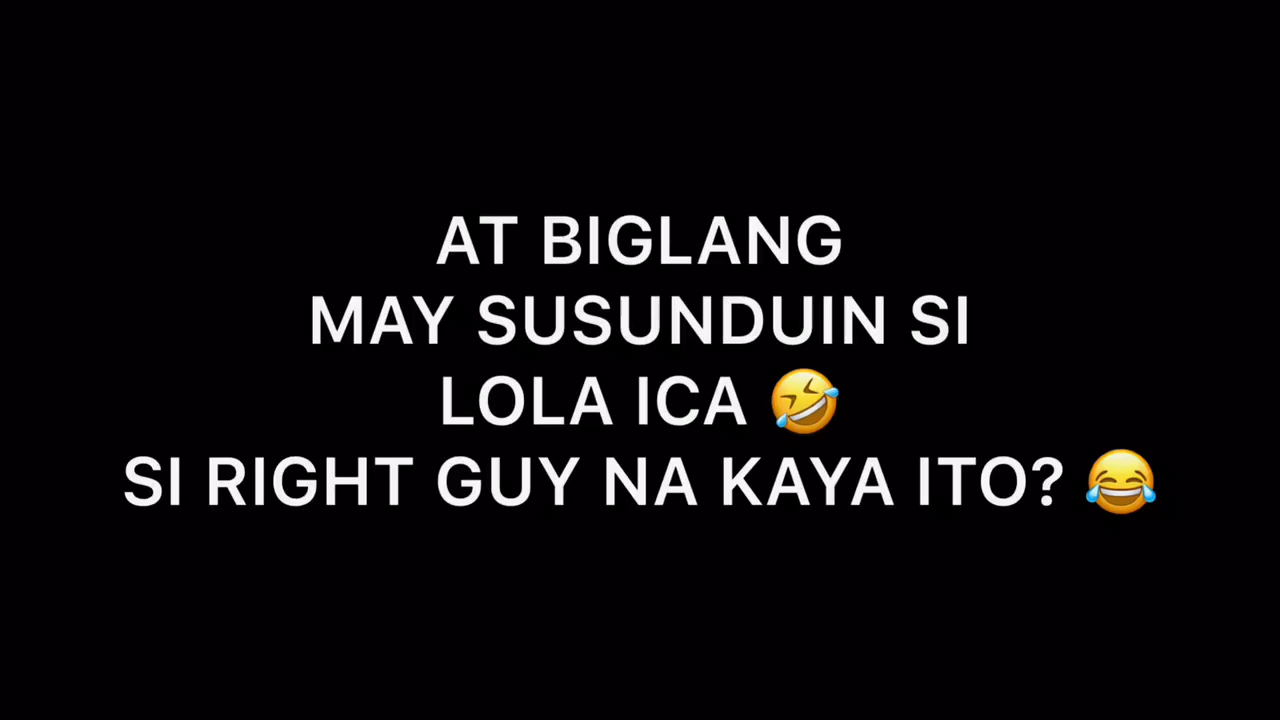 AT BIGLANG
MAY SUSUNDUIN SI
LOLA ICA 🤣
SI RIGHT GUY NA KAYA ITO? 😂